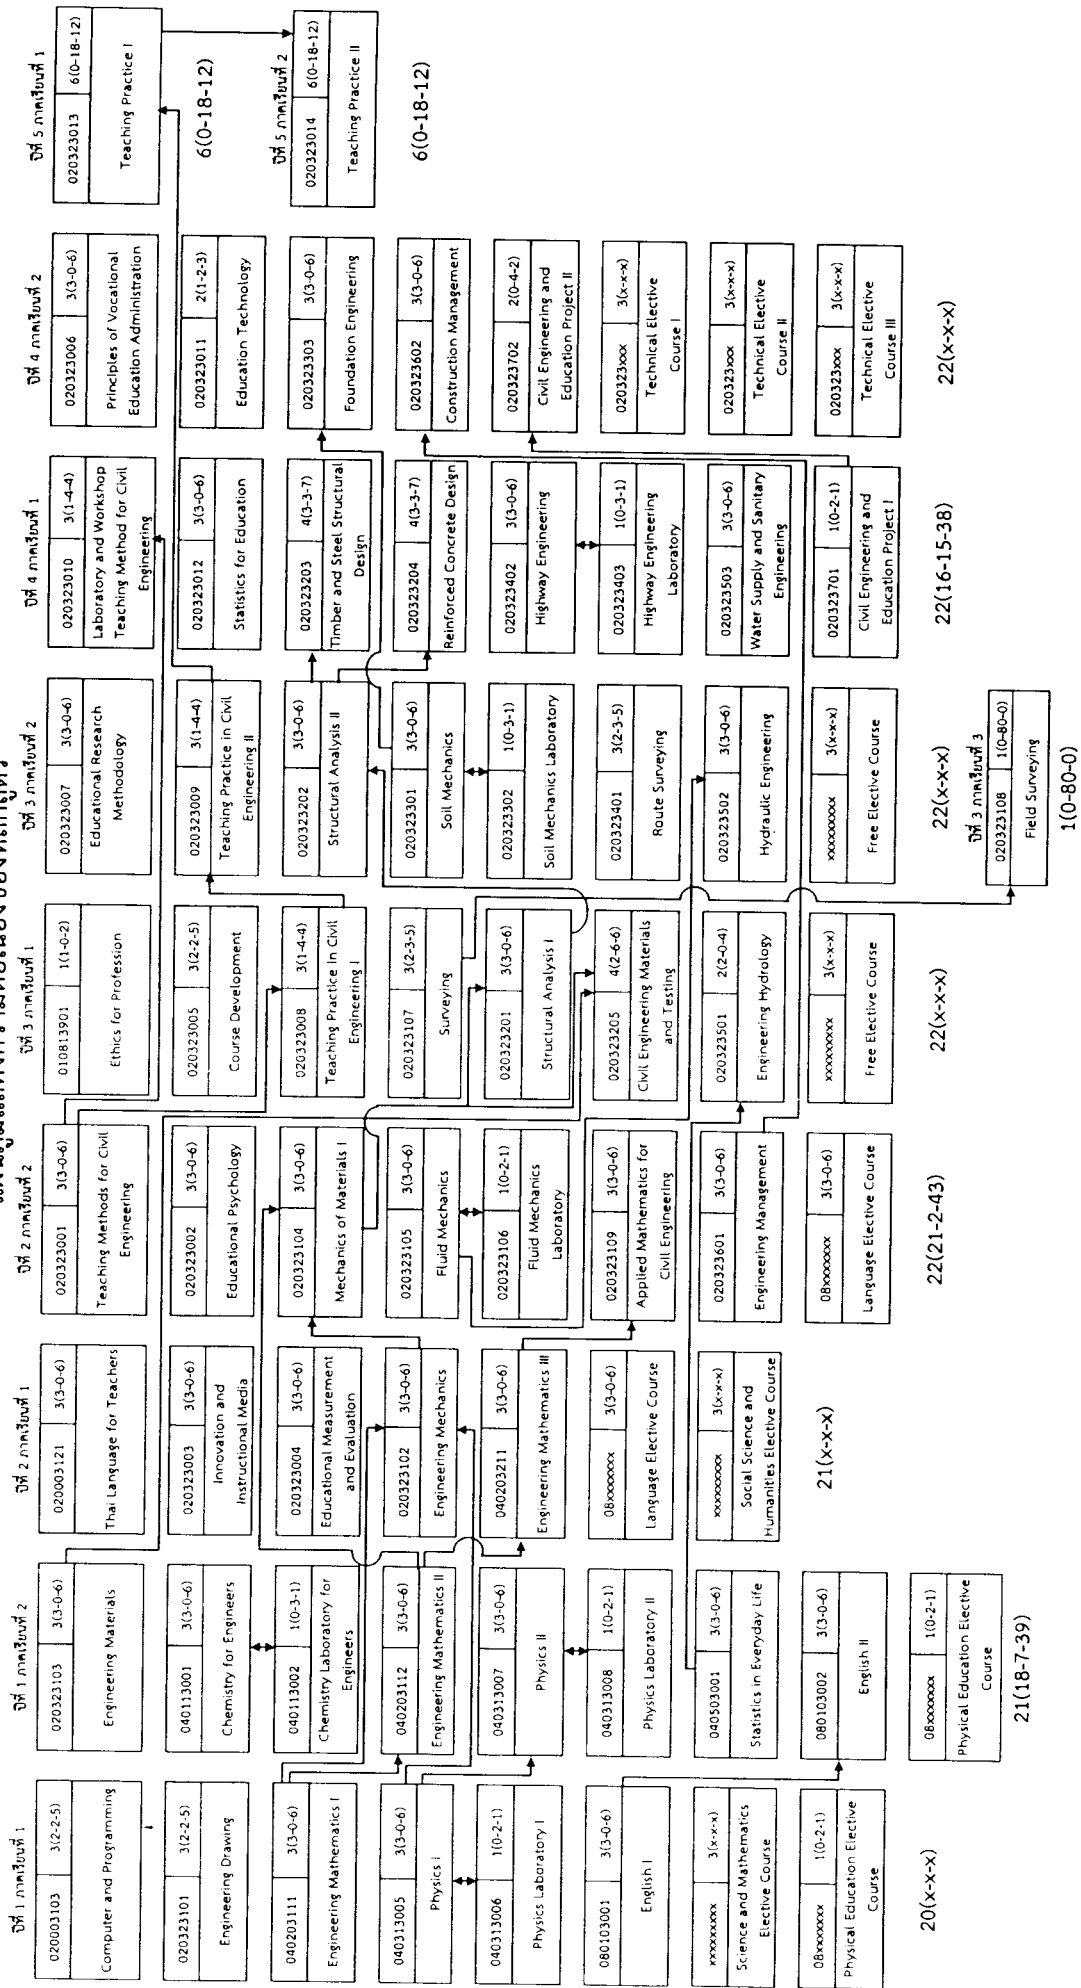 ปีที่ 1 ภาคเรียนที่ 1
020003103 3(2-2-5)
Computer and Programming
020323101 3(2-2-5)
Engineering Drawing
040203111 3(3-0-6)
Engineering Mathematics I
040313005 3(3-0-6)
Physics I
040313006 1(0-2-1)
Physics Laboratory I
080103001 3(3-0-6)
English I
xxxxxxxxx 3(x-x-x)
Science and Mathematics
Elective Course
08xxxxxxx 1(0-2-1)
Physical Education Elective
Course
20(x-x-x)
ปีที่ 1 ภาคเรียนที่ 2
020323103 3(3-0-6)
Engineering Materials
040113001 3(3-0-6)
Chemistry for Engineers
040113002 1(0-3-1)
Chemistry Laboratory for
Engineers
040203112 3(3-0-6)
Engineering Mathematics II
040313007 3(3-0-6)
Physics II
040313008 1(0-2-1)
Physics Laboratory II
040503001 3(3-0-6)
Statistics in Everyday Life
080103002 3(3-0-6)
English II
08xxxxxxx 1(0-2-1)
Physical Education Elective
Course
21(18-7-39)
ปีที่ 2 ภาคเรียนที่ 1
020003121 3(3-0-6)
Thai Language for Teachers
020323003 3(3-0-6)
Innovation and
Instructional Media
020323004 3(3-0-6)
Educational Measurement
and Evaluation
020323102 3(3-0-6)
Engineering Mechanics
040203211 3(3-0-6)
Engineering Mathematics III
08xxxxxxx 3(3-0-6)
Language Elective Course
xxxxxxxxx 3(x-x-x)
Social Science and
Humanities Elective Course
21(x-x-x)
ปีที่ 2 ภาคเรียนที่ 2
020323001 3(3-0-6)
Teaching Methods for Civil
Engineering
020323002 3(3-0-6)
Educational Psychology
020323104 3(3-0-6)
Mechanics of Materials I
020323105 3(3-0-6)
Fluid Mechanics
020323106 1(0-2-1)
Fluid Mechanics
Laboratory
020323109 3(3-0-6)
Applied Mathematics for
Civil Engineering
020323601 3(3-0-6)
Engineering Management
08xxxxxxx 3(3-0-6)
Language Elective Course
22(21-2-43)
ปีที่ 3 ภาคเรียนที่ 1
010813901 1(1-0-2)
Ethics for Profession
020323005 3(2-2-5)
Course Development
020323008 3(1-4-4)
Teaching Practice In Civil
Engineering I
020323107 3(2-3-5)
Surveying
020323201 3(3-0-6)
Structural Analysis I
020323205 4(2-6-6)
Civil Engineering Materials
and Testing
020323501 2(2-0-4)
Engineering Hydrology
xxxxxxxxx 3(x-x-x)
Free Elective Course
22(x-x-x)
ปีที่ 3 ภาคเรียนที่ 2
020323007 3(3-0-6)
Educational Research
Methodology
020323009 3(1-4-4)
Teaching Practice in Civil
Engineering II
020323202 3(3-0-6)
Structural Analysis II
020323301 3(3-0-6)
Soil Mechanics
020323302 1(0-3-1)
Soil Mechanics Laboratory
020323401 3(2-3-5)
Route Surveying
020323502 3(3-0-6)
Hydraulic Engineering
xxxxxxxxx 3(x-x-x)
Free Elective Course
22(x-x-x)
ปีที่ 3 ภาคเรียนที่ 3
020323108 1(0-80-0)
Field Surveying
1(0-80-0)
ปีที่ 4 ภาคเรียนที่ 1
020323010 3(1-4-4)
Laboratory and Workshop
Teaching Method for Civil
Engineering
020323012 3(3-0-6)
Statistics for Education
020323203 4(3-3-7)
Timber and Steel Structural
Design
020323204 4(3-3-7)
Reinforced Concrete Design
020323402 3(3-0-6)
Highway Engineering
020323403 1(0-3-1)
Highway Engineering
Laboratory
020323503 3(3-0-6)
Water Supply and Sanitary
Engineering
020323701 1(0-2-1)
Civil Engineering and
Education Project I
22(16-15-38)
ปีที่ 4 ภาคเรียนที่ 2
020323006 3(3-0-6)
Principles of Vocational
Education Administration
020323011 2(1-2-3)
Education Technology
020323303 3(3-0-6)
Foundation Engineering
020323602 3(3-0-6)
Construction Management
020323702 2(0-4-2)
Civil Engineering and
Education Project II
020323xxx 3(x-x-x)
Technical Elective
Course I
020323xxx 3(x-x-x)
Technical Elective
Course II
020323xxx 3(x-x-x)
Technical Elective
Course III
22(x-x-x)
ปีที่ 5 ภาคเรียนที่ 1
020323013 6(0-18-12)
Teaching Practice I
6(0-18-12)
ปีที่ 5 ภาคเรียนที่ 2
020323014 6(0-18-12)
Teaching Practice II
6(0-18-12)